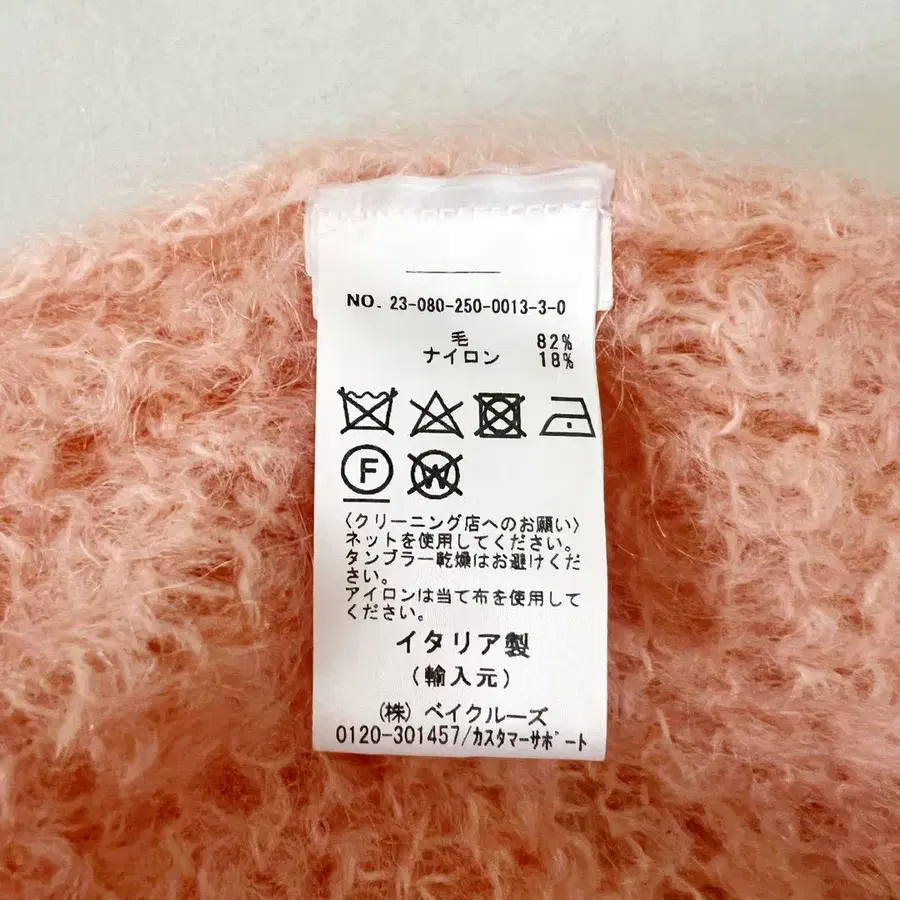 NO. 23-080-250-0013-3-0
毛 82%
ナイロン 18%
F W
〈クリーニング店へのお願い〉
ネットを使用してください。
タンブラー乾燥はお避けくだ
さい。
アイロンは当て布を使用して
ください。
イタリア製
(輸入元)
(株) ベイクルーズ
0120-301457/カスタマーサポート